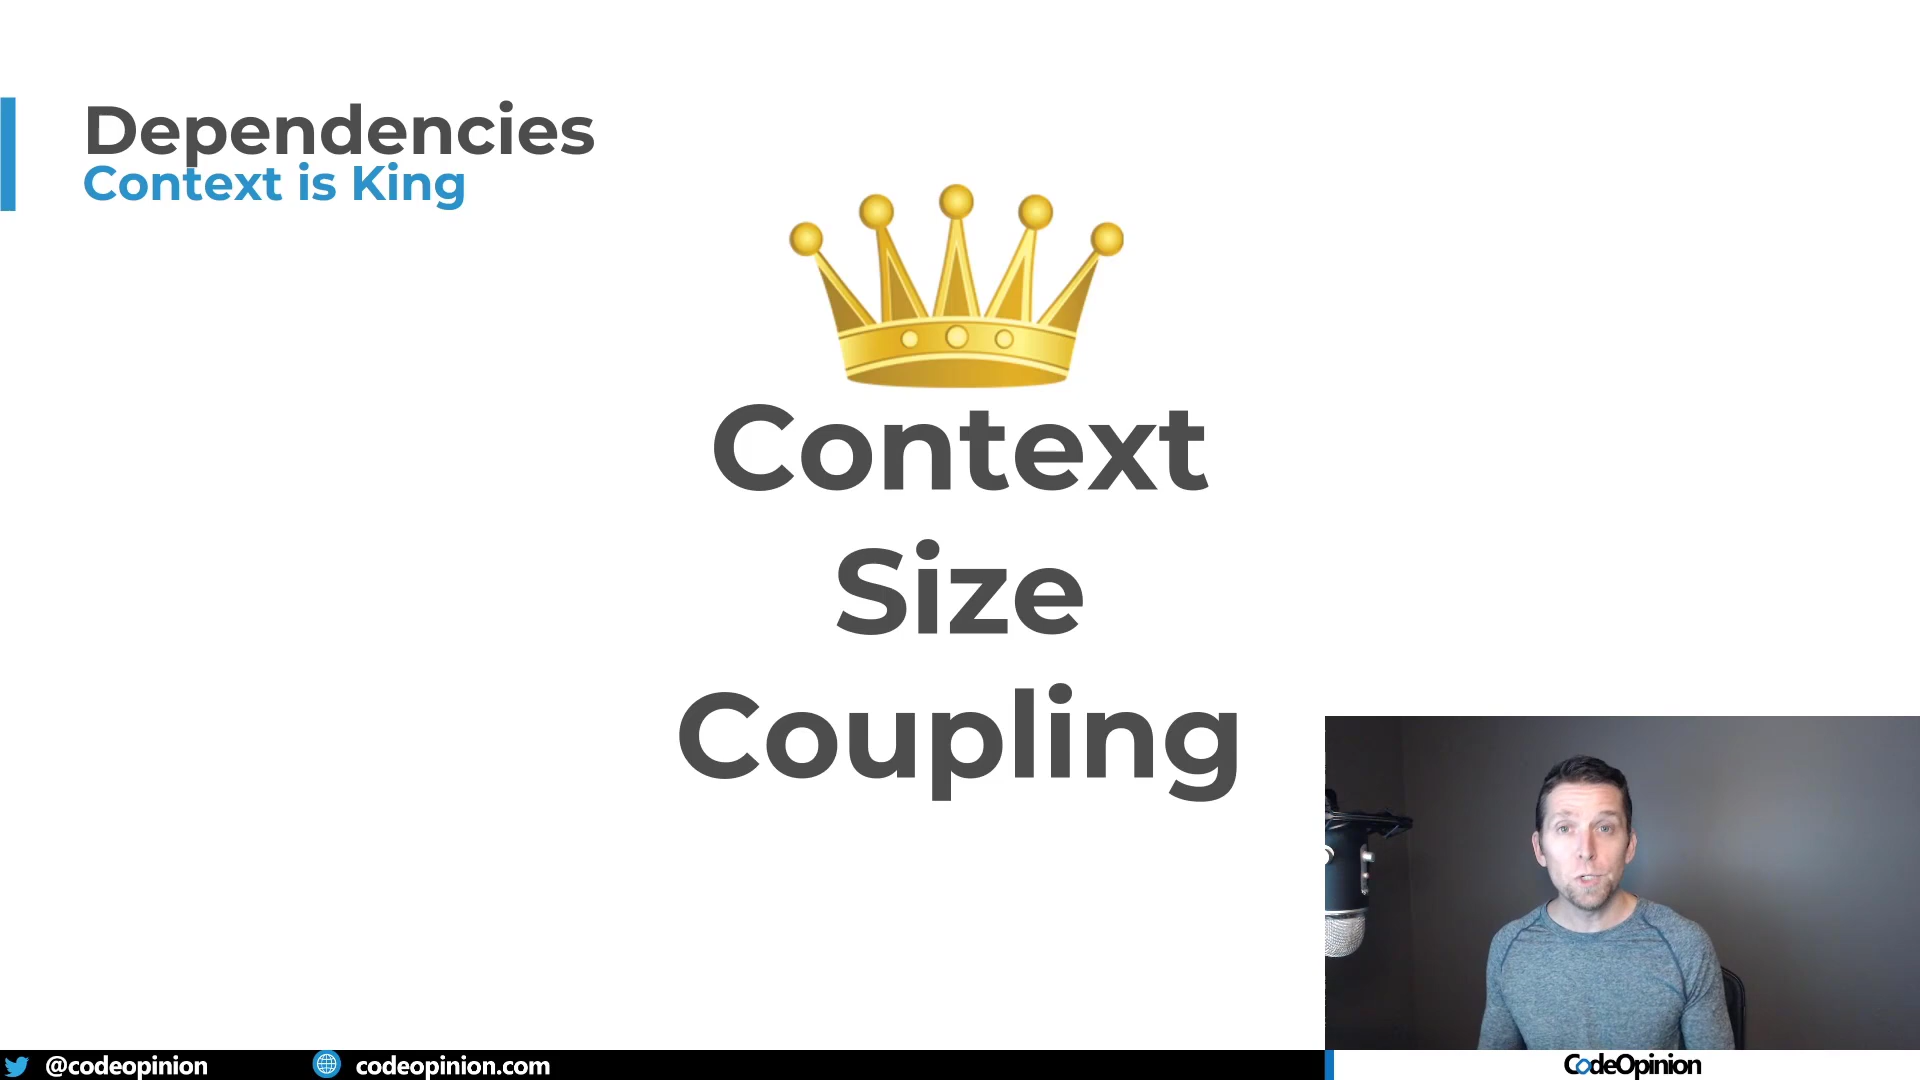 Dependencies
Context is King
Context
Size
Coupling
@codeopinion
codeopinion.com
CodeOpinion